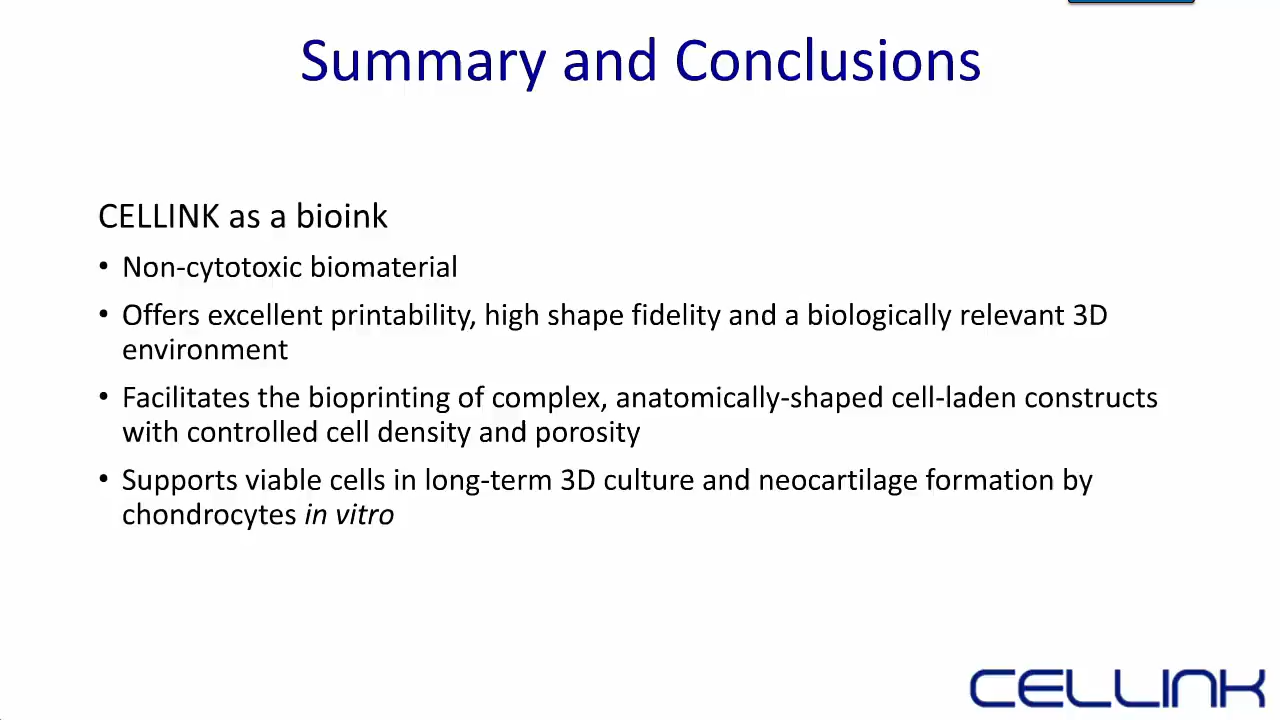 Summary and Conclusions
CELLINK as a bioink
• Non-cytotoxic biomaterial
• Offers excellent printability, high shape fidelity and a biologically relevant 3D
environment
• Facilitates the bioprinting of complex, anatomically-shaped cell-laden constructs
with controlled cell density and porosity
• Supports viable cells in long-term 3D culture and neocartilage formation by
chondrocytes in vitro
CELLINK